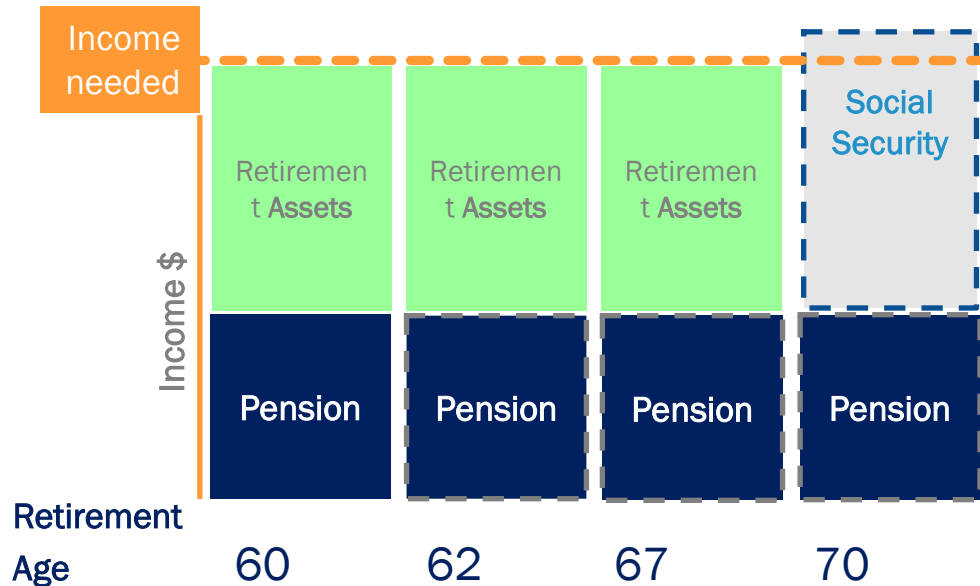 Income
needed
Social
Security
Retiremen
t Assets
Retiremen
t Assets
Retiremen
t Assets
Income $
Pension
Pension
Pension
Pension
Retirement
Age
60
62
67
70